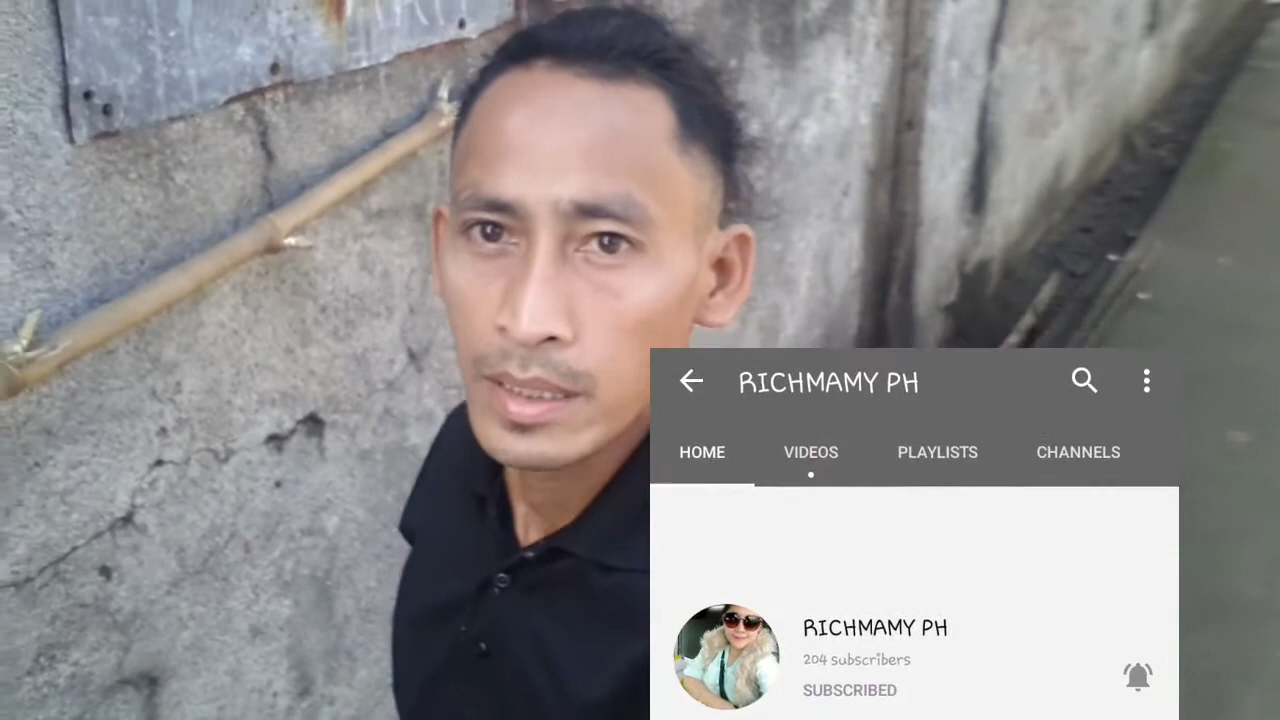 RICHMAMY PH
HOME VIDEOS PLAYLISTS CHANNELS
RICHMAMY PH
204 subscribers
SUBSCRIBED